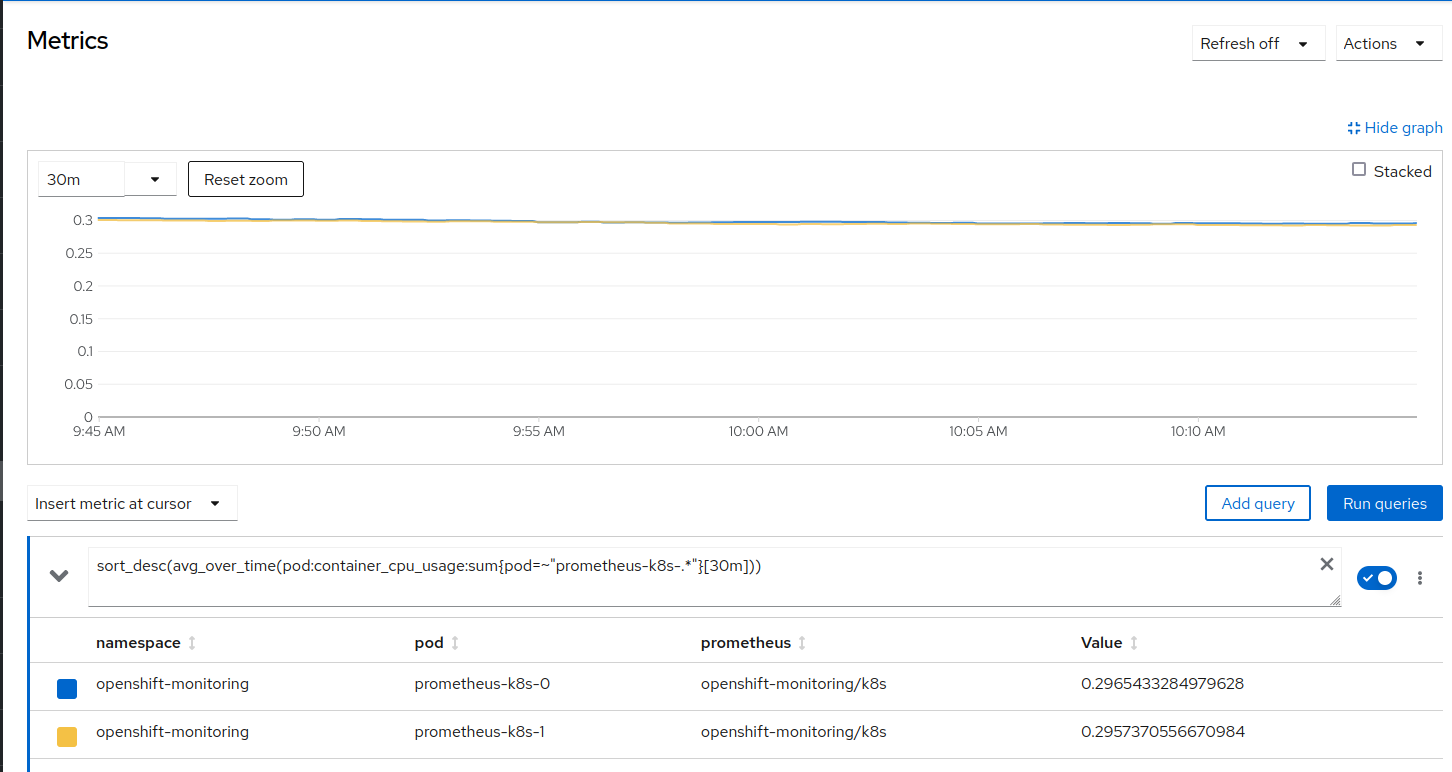 Metrics
Refresh off
Actions
Hide graph
30m
Reset zoom
Stacked
0.3
0.25
0.2
0.15
0.1
0.05
0
9:45 AM 9:50 AM 9:55 AM 10:00 AM 10:05 AM 10:10 AM
Insert metric at cursor
Add query
Run queries
sort_desc(avg_over_time(pod:container_cpu_usage:sum{pod=~"prometheus-k8s-.*"}[30m]))
namespace pod prometheus Value
openshift-monitoring prometheus-k8s-0 openshift-monitoring/k8s 0.2965433284979628
openshift-monitoring prometheus-k8s-1 openshift-monitoring/k8s 0.2957370556670984